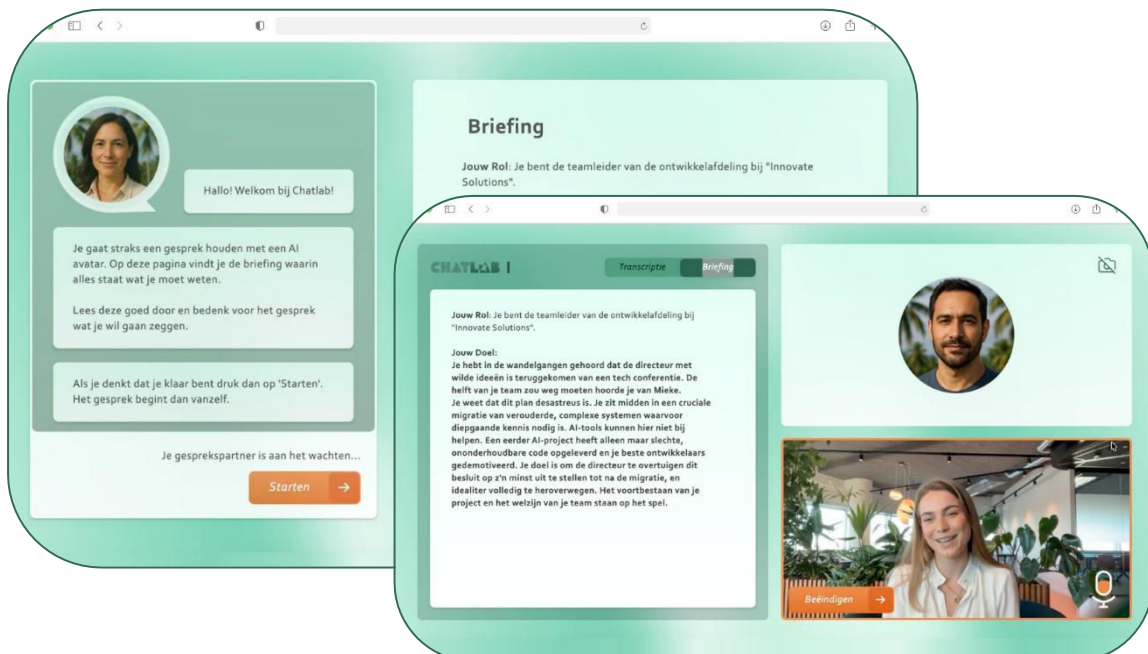 Hallo! Welkom bij Chatlab!
Je gaat straks een gesprek houden met een AI
avatar. Op deze pagina vindt je de briefing waarin
alles staat wat je moet weten.
Lees deze goed door en bedenk voor het gesprek
wat je wil gaan zeggen.
Als je denkt dat je klaar bent druk dan op 'Starten'.
Het gesprek begint dan vanzelf.
Je gesprekspartner is aan het wachten...
Starten
Briefing
Jouw Rol: Je bent de teamleider van de ontwikkelafdeling bij "Innovate
Solutions".
CHATLAB
Transcriptie
Briefing
Jouw Rol: Je bent de teamleider van de ontwikkelafdeling bij
"Innovate Solutions".
Jouw Doel:
Je hebt in de wandelgangen gehoord dat de directeur met
wilde ideeën is teruggekomen van een tech conferentie. De
helft van je team zou weg moeten hoorde je van Mieke.
Je weet dat dit plan desastreus is. Je zit midden in een cruciale
migratie van verouderde, complexe systemen waarvoor
diepgaande kennis nodig is. AI-tools kunnen hier niet bij
helpen. Een eerder AI-project heeft alleen maar slechte,
ononderhoudbare code opgeleverd en je beste ontwikkelaars
gedemotiveerd. Je doel is om de directeur te overtuigen dit
besluit op z'n minst uit te stellen tot na de migratie, en
idealiter volledig te heroverwegen. Het voortbestaan van je
project en het welzijn van je team staan op het spel.
Beëindigen